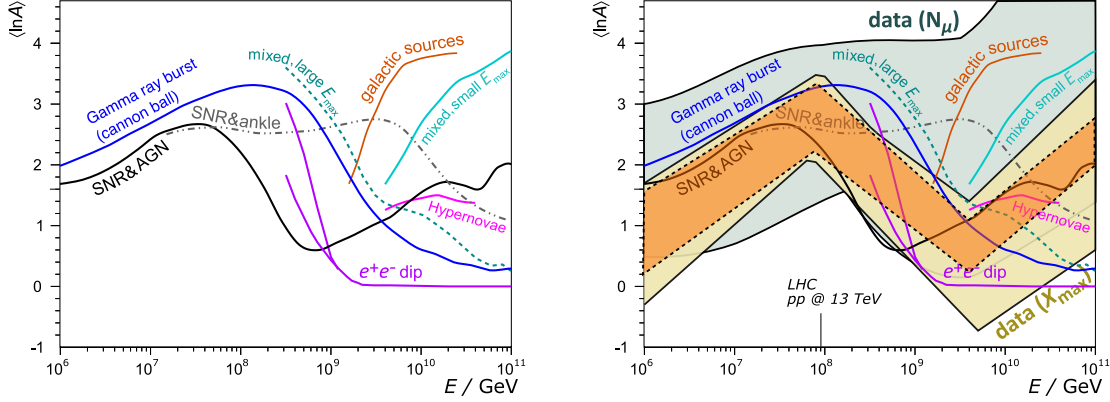 ⟨lnA⟩
4
3
2
1
0
-1
10⁶
10⁷
10⁸
10⁹
10¹⁰
10¹¹
E / GeV
Gamma ray burst
(cannon ball)
SNR&AGN
SNR&ankle
mixed, large E_max
galactic sources
mixed, small E_max
Hypernovae
e⁺e⁻ dip
⟨lnA⟩
4
3
2
1
0
-1
10⁶
10⁷
10⁸
10⁹
10¹⁰
10¹¹
E / GeV
data (N_μ)
Gamma ray burst
(cannon ball)
SNR&AGN
SNR&ankle
mixed, large E_max
galactic sources
mixed, small E_max
Hypernovae
e⁺e⁻ dip
data (X_max)
LHC
pp @ 13 TeV